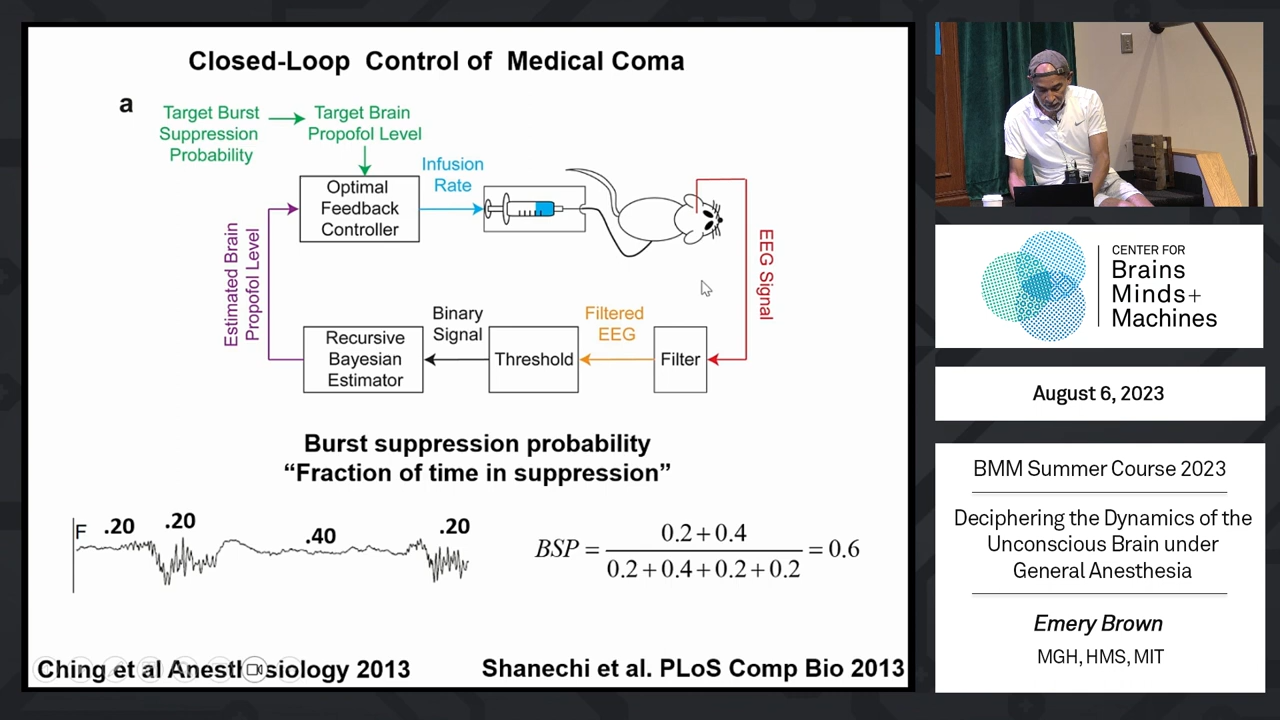 Closed-Loop Control of Medical Coma
a
Target Burst
Suppression
Probability
Target Brain
Propofol Level
Optimal
Feedback
Controller
Infusion
Rate
EEG Signal
Estimated Brain
Propofol Level
Recursive
Bayesian
Estimator
Binary
Signal
Threshold
Filtered
EEG
Filter
Burst suppression probability
“Fraction of time in suppression”
F .20 .20 .40 .20
BSP = (0.2 + 0.4) / (0.2 + 0.4 + 0.2 + 0.2) = 0.6
Ching et al 2013
Shanechi et al. PLoS Comp Bio 2013
CENTER FOR
Brains
Minds+
Machines
August 6, 2023
BMM Summer Course 2023
Deciphering the Dynamics of the
Unconscious Brain under
General Anesthesia
Emery Brown
MGH, HMS, MIT